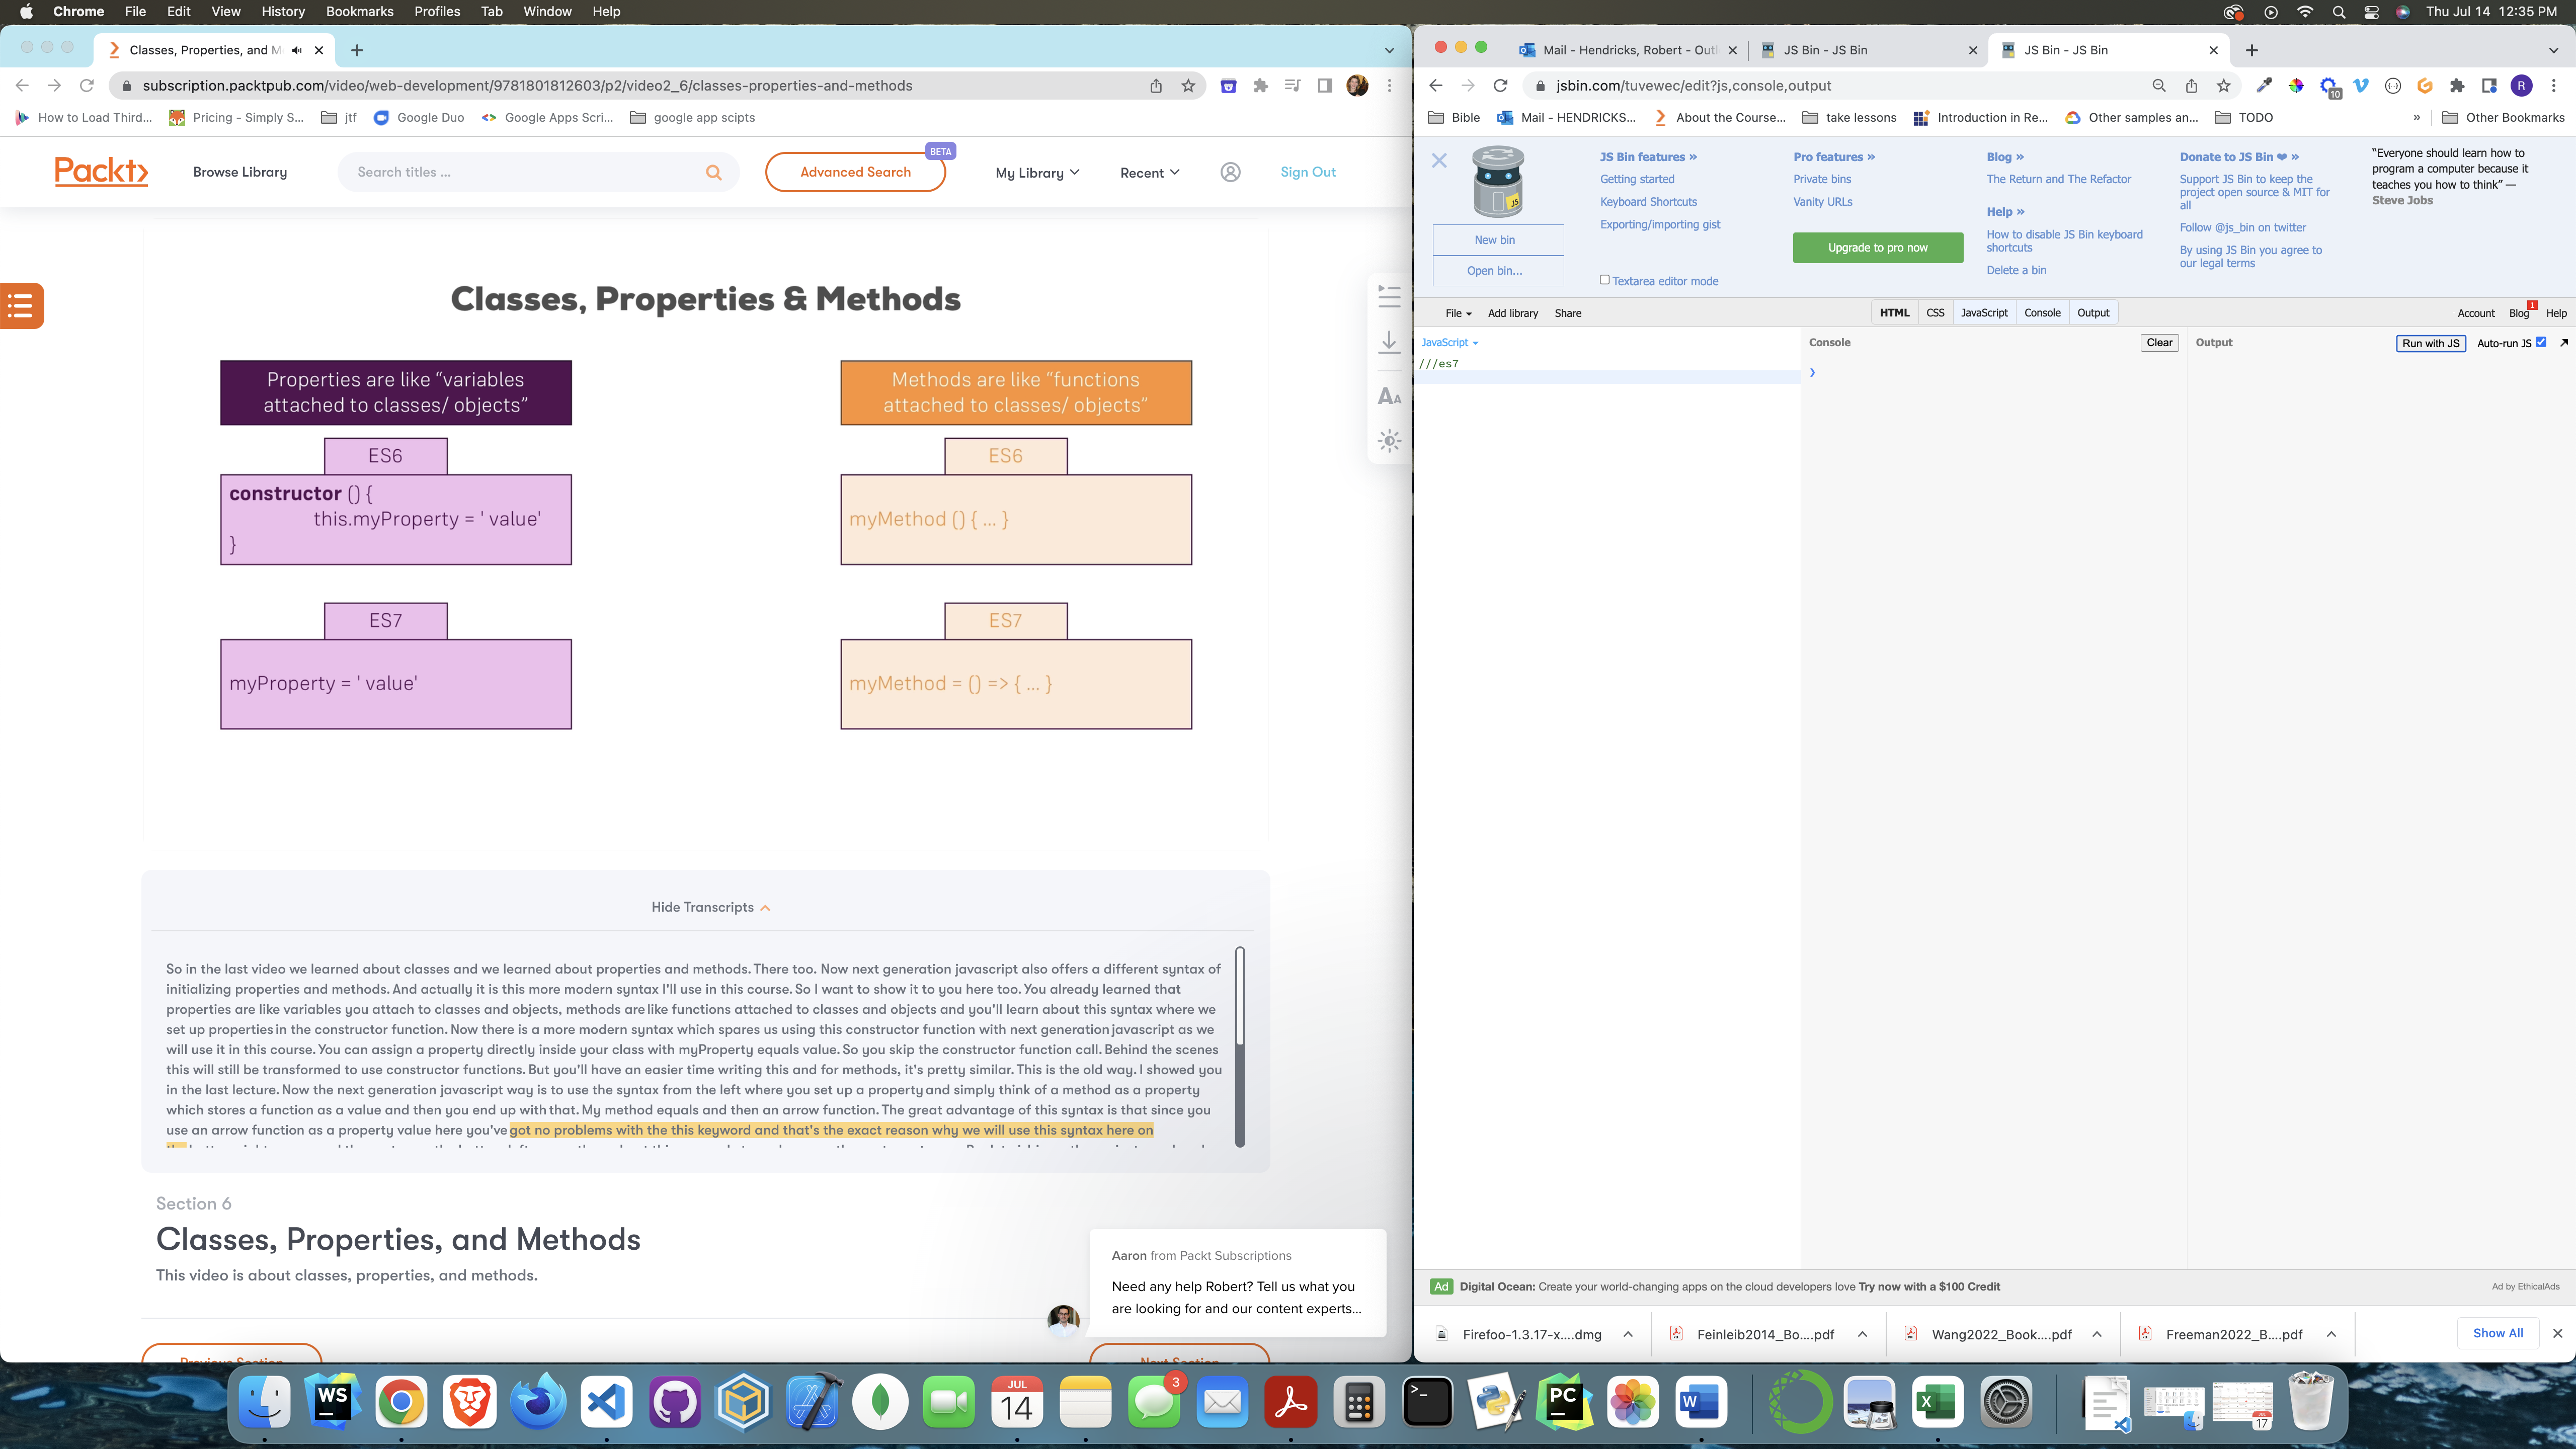 Chrome File Edit View History Bookmarks Profiles Tab Window Help
Thu Jul 14 12:35 PM
Classes, Properties, and M
subscription.packtpub.com/video/web-development/9781801812603/p2/video2_6/classes-properties-and-methods
How to Load Third... Pricing - Simply S... jtf Google Duo Google Apps Scri... google app scipts
Packt
Browse Library
Search titles ...
Advanced Search
BETA
My Library
Recent
Sign Out
Classes, Properties & Methods
Properties are like “variables
attached to classes/ objects”
ES6
constructor () {
this.myProperty = ' value'
}
ES7
myProperty = ' value'
Methods are like “functions
attached to classes/ objects”
ES6
myMethod () { ... }
ES7
myMethod = () => { ... }
Hide Transcripts
So in the last video we learned about classes and we learned about properties and methods. There too. Now next generation javascript also offers a different syntax of
initializing properties and methods. And actually it is this more modern syntax I'll use in this course. So I want to show it to you here too. You already learned that
properties are like variables you attach to classes and objects, methods are like functions attached to classes and objects and you'll learn about this syntax where we
set up properties in the constructor function. Now there is a more modern syntax which spares us using this constructor function with next generation javascript as we
will use it in this course. You can assign a property directly inside your class with myProperty equals value. So you skip the constructor function call. Behind the scenes
this will still be transformed to use constructor functions. But you'll have an easier time writing this and for methods, it's pretty similar. This is the old way. I showed you
in the last lecture. Now the next generation javascript way is to use the syntax from the left where you set up a property and simply think of a method as a property
which stores a function as a value and then you end up with that. My method equals and then an arrow function. The great advantage of this syntax is that since you
use an arrow function as a property value here you've got no problems with the this keyword and that's the exact reason why we will use this syntax here on
Section 6
Classes, Properties, and Methods
This video is about classes, properties, and methods.
Aaron from Packt Subscriptions
Need any help Robert? Tell us what you
are looking for and our content experts...
Mail - Hendricks, Robert - Outl
JS Bin - JS Bin
JS Bin - JS Bin
jsbin.com/tuvewec/edit?js,console,output
10
R
Bible Mail - HENDRICKS... About the Course... take lessons Introduction in Re... Other samples an... TODO » Other Bookmarks
JS
New bin
Open bin...
JS Bin features »
Getting started
Keyboard Shortcuts
Exporting/importing gist
Textarea editor mode
Pro features »
Private bins
Vanity URLs
Upgrade to pro now
Blog »
The Return and The Refactor
Help »
How to disable JS Bin keyboard
shortcuts
Delete a bin
Donate to JS Bin ❤ »
Support JS Bin to keep the
project open source & MIT for
all
Follow @js_bin on twitter
By using JS Bin you agree to
our legal terms
“Everyone should learn how to
program a computer because it
teaches you how to think” —
Steve Jobs
File Add library Share
HTML CSS JavaScript Console Output
Account Blog 1 Help
JavaScript
///es7
Console
Clear
Output
Run with JS
Auto-run JS
Ad Digital Ocean: Create your world-changing apps on the cloud developers love Try now with a $100 Credit
Ad by EthicalAds
Firefoo-1.3.17-x....dmg
Feinleib2014_Bo....pdf
Wang2022_Book....pdf
Freeman2022_B....pdf
Show All
WS
JUL
14
3
>_
PC
W
X
17